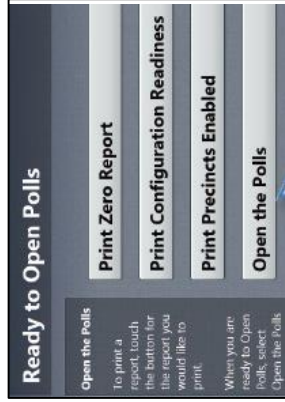 Ready to Open Polls
Open the Polls
To print a
report, touch
the button for
the report you
would like to
print.
When you are
ready to Open
Polls, select
Open the Polls
Print Zero Report
Print Configuration Readiness
Print Precincts Enabled
Open the Polls